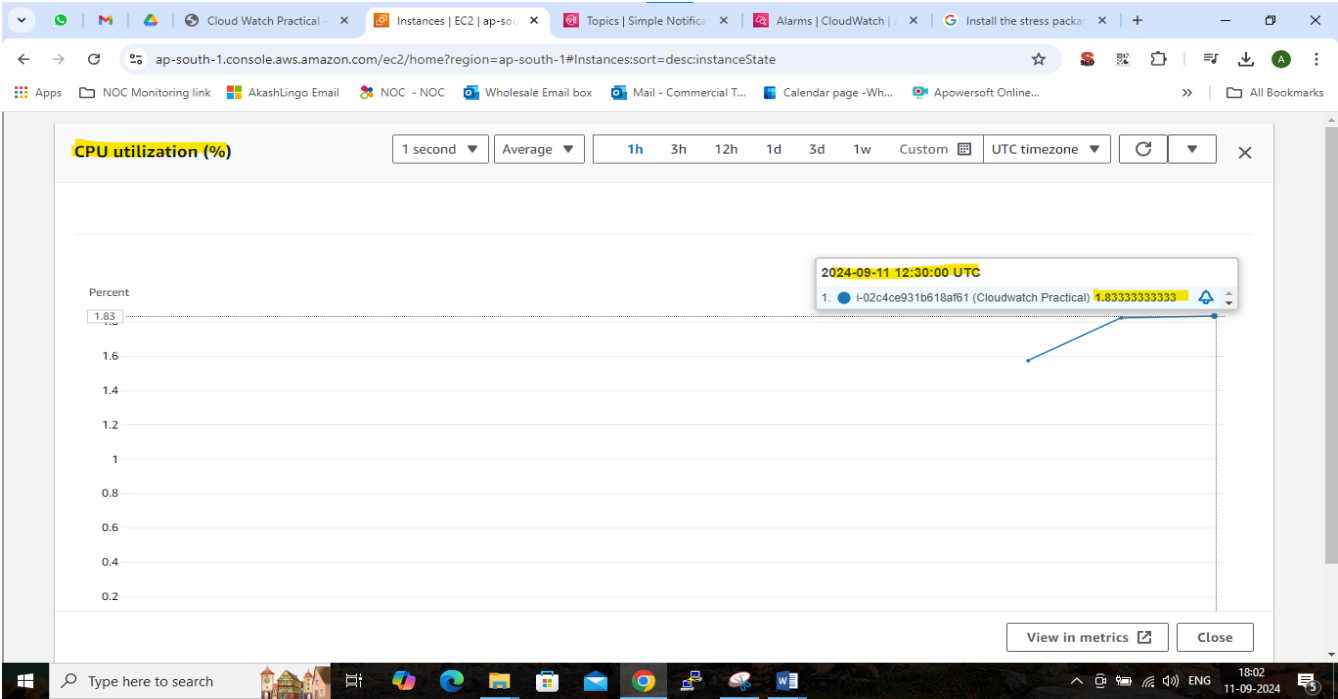 Cloud Watch Practical -
Instances | EC2 | ap-sou
Topics | Simple Notifica
Alarms | CloudWatch | a
Install the stress packag
ap-south-1.console.aws.amazon.com/ec2/home?region=ap-south-1#Instances:sort=desc:instanceState
A
Apps
NOC Monitoring link
AkashLingo Email
NOC - NOC
Wholesale Email box
Mail - Commercial T...
Calendar page -Wh...
Apowersoft Online...
»
All Bookmarks
CPU utilization (%)
1 second
Average
1h
3h
12h
1d
3d
1w
Custom
UTC timezone
2024-09-11 12:30:00 UTC
1. i-02c4ce931b618af61 (Cloudwatch Practical) 1.83333333333
Percent
1.83
1.6
1.4
1.2
1
0.8
0.6
0.4
0.2
View in metrics
Close
Type here to search
ENG
18:02
11-09-2024
5